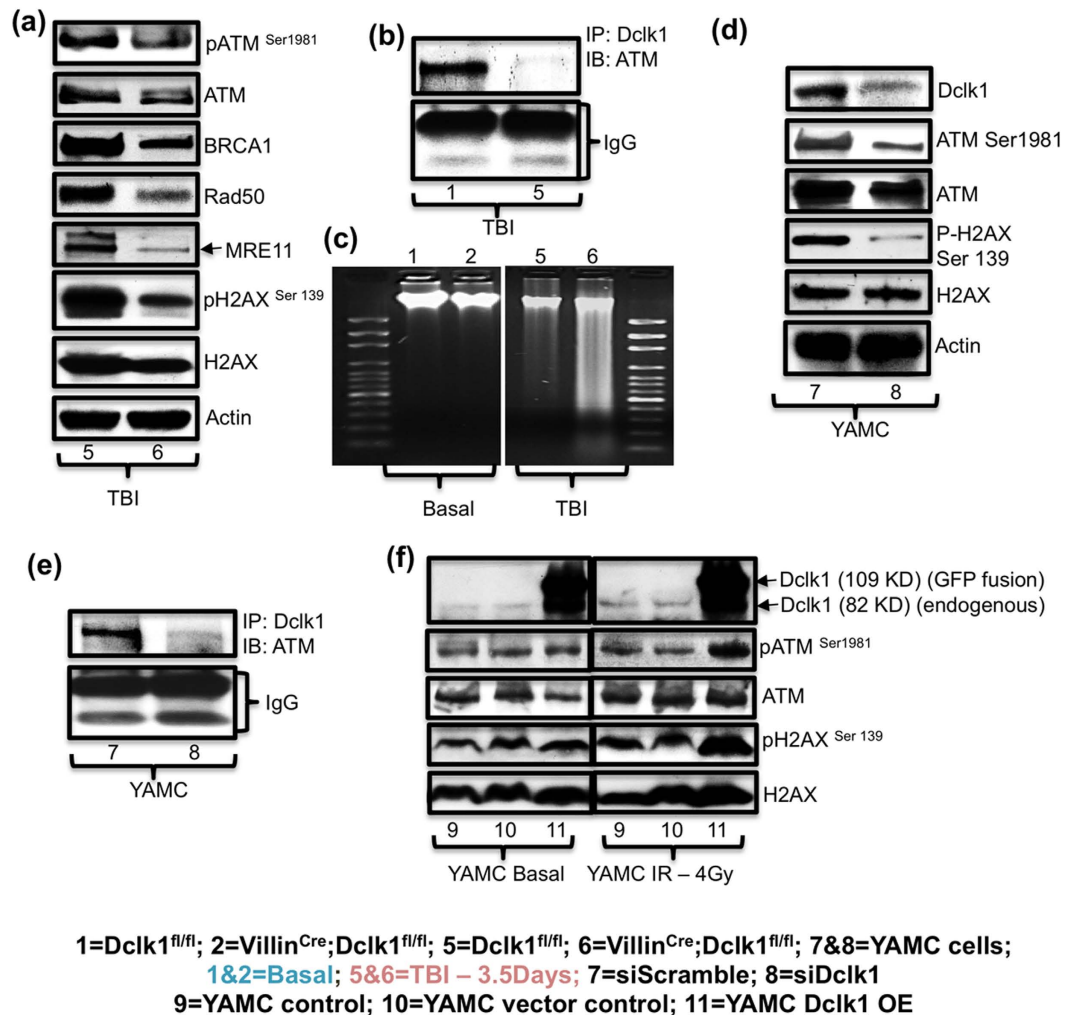 (a)
pATM Ser1981
ATM
BRCA1
Rad50
MRE11
pH2AX Ser 139
H2AX
Actin
5 6
TBI
(b)
IP: Dclk1
IB: ATM
IgG
1 5
TBI
(c)
1 2 5 6
Basal TBI
(d)
Dclk1
ATM Ser1981
ATM
P-H2AX
Ser 139
H2AX
Actin
7 8
YAMC
(e)
IP: Dclk1
IB: ATM
IgG
7 8
YAMC
(f)
Dclk1 (109 KD) (GFP fusion)
Dclk1 (82 KD) (endogenous)
pATM Ser1981
ATM
pH2AX Ser 139
H2AX
9 10 11 9 10 11
YAMC Basal YAMC IR – 4Gy
1=Dclk1fl/fl; 2=VillinCre;Dclk1fl/fl; 5=Dclk1fl/fl; 6=VillinCre;Dclk1fl/fl; 7&8=YAMC cells;
1&2=Basal; 5&6=TBI – 3.5Days; 7=siScramble; 8=siDclk1
9=YAMC control; 10=YAMC vector control; 11=YAMC Dclk1 OE